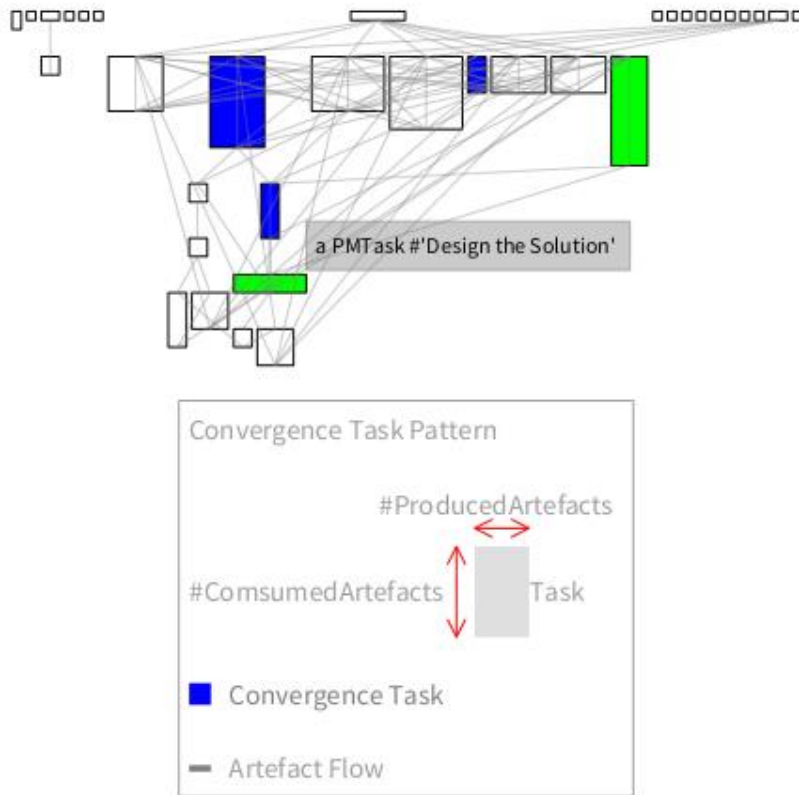 a PMTask #'Design the Solution'
Convergence Task Pattern
#ProducedArtefacts
#ComsumedArtefacts
Task
Convergence Task
Artefact Flow